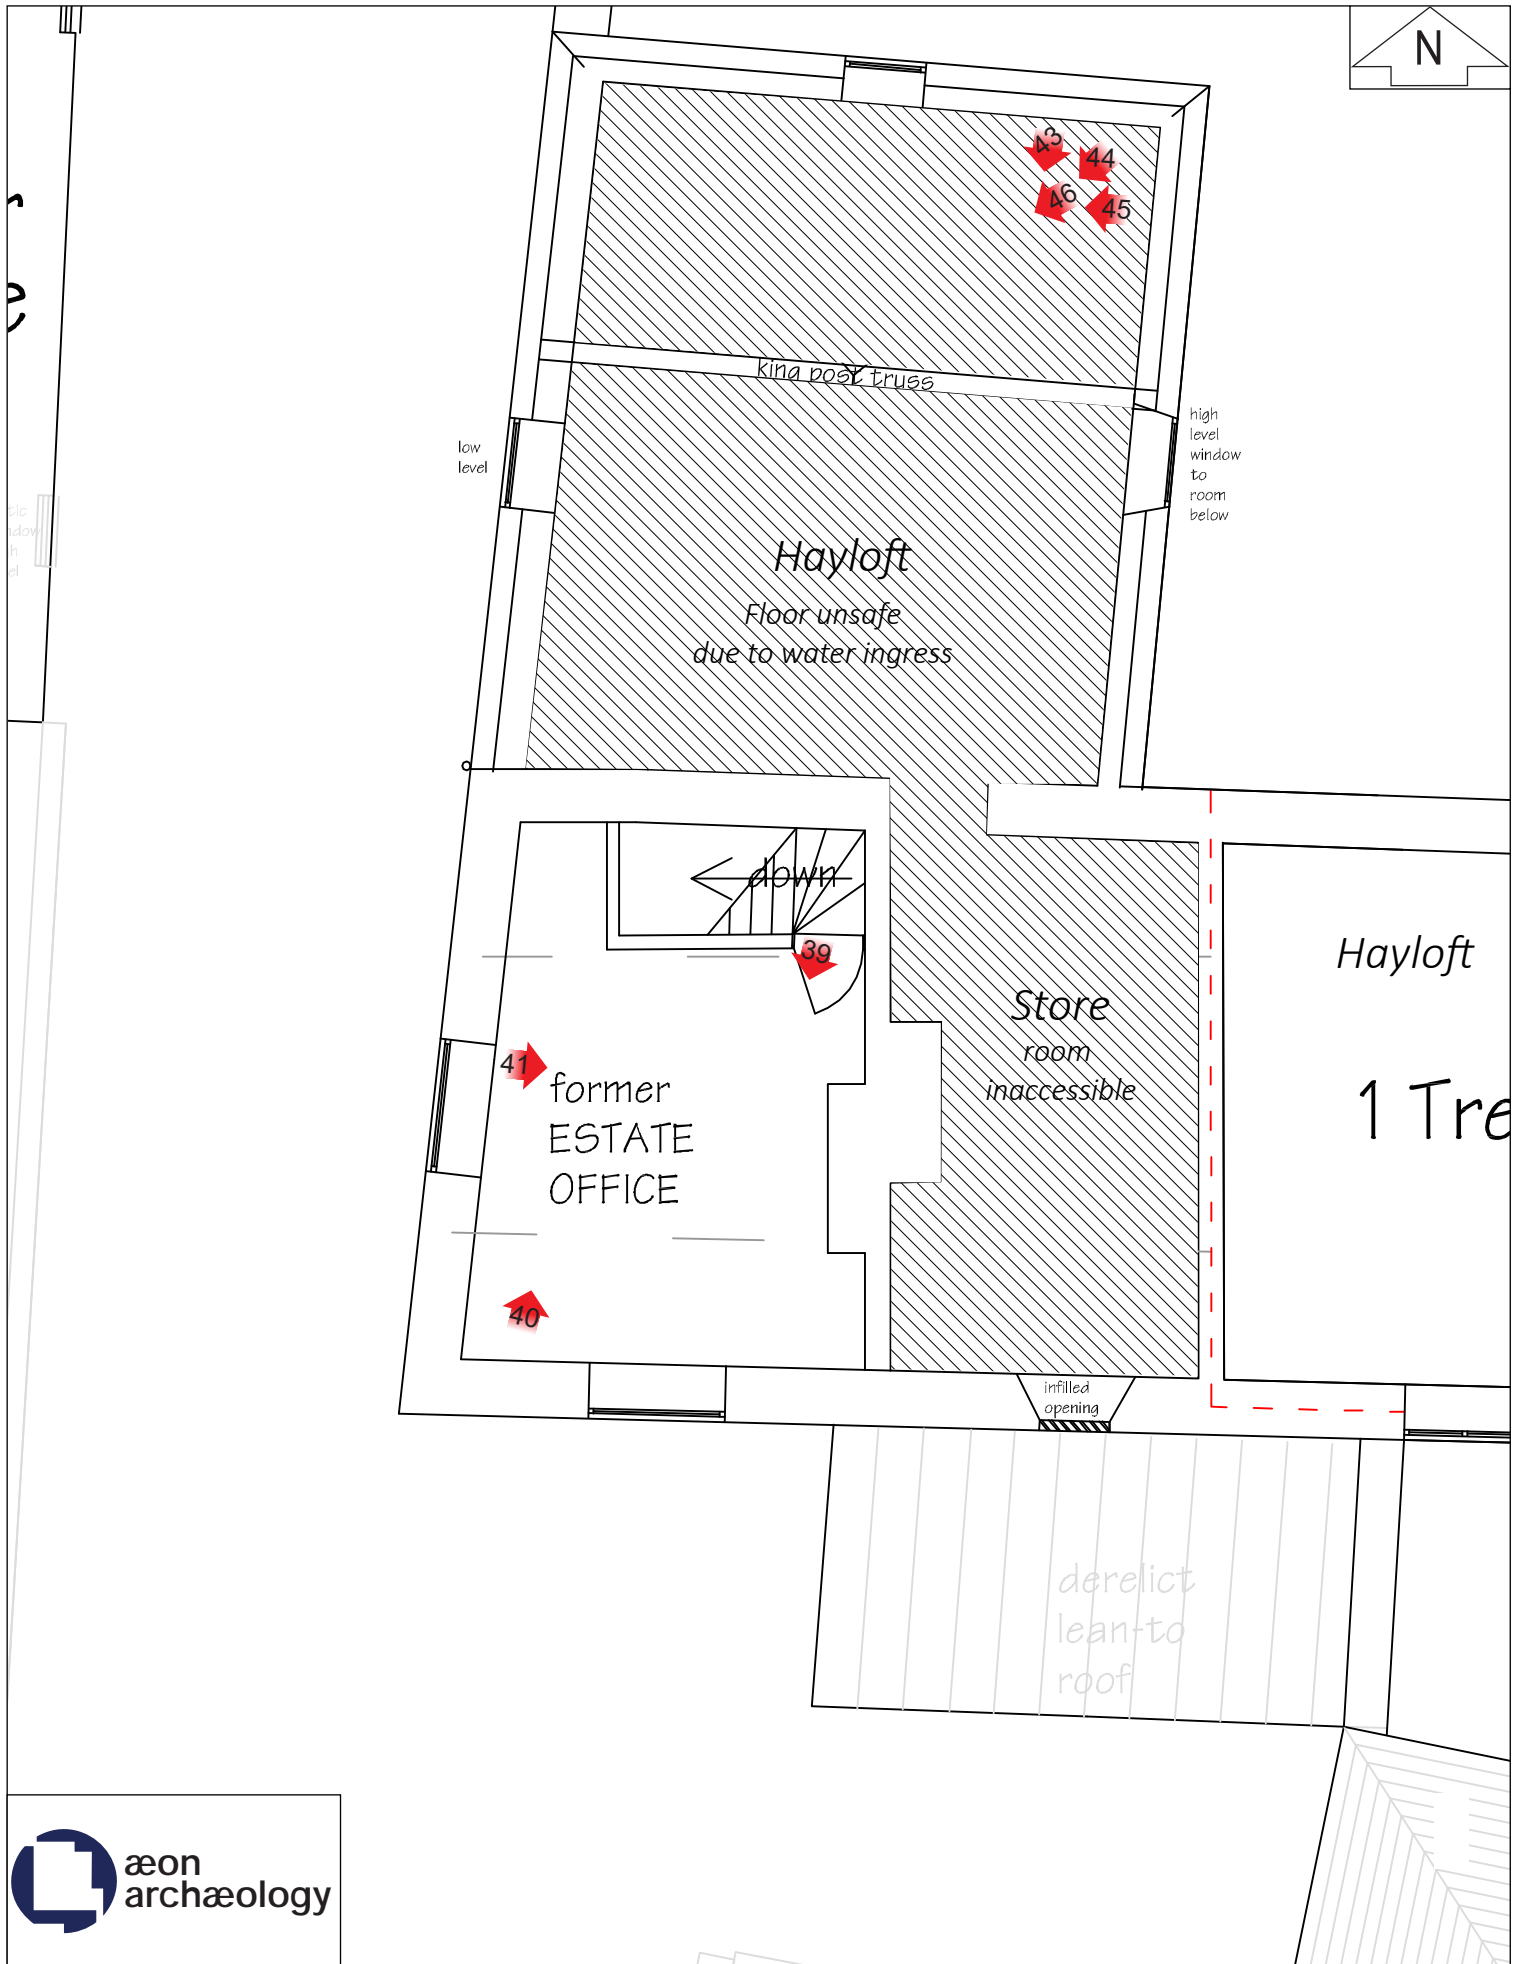 N
43
44
46
45
king post truss
low
level
high
level
window
to
room
below
Hayloft
Floor unsafe
due to water ingress
down
39
Hayloft
Store
room
inaccessible
41
former
ESTATE
OFFICE
1 Tre
40
infilled
opening
derelict
lean-to
roof
æon
archæology